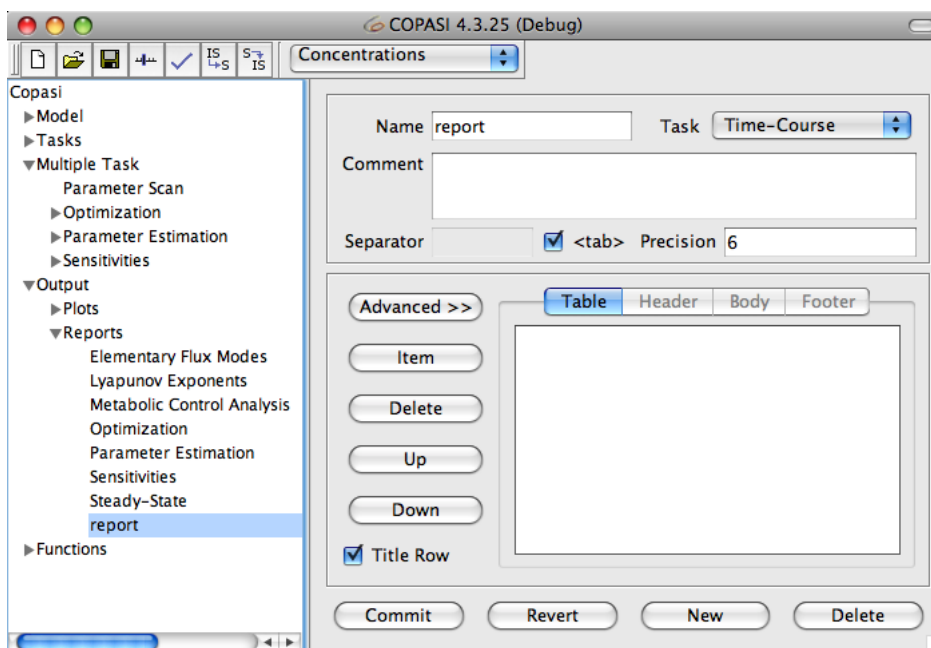 COPASI 4.3.25 (Debug)
IS
S
S
IS
Concentrations
Copasi
Model
Tasks
Multiple Task
Parameter Scan
Optimization
Parameter Estimation
Sensitivities
Output
Plots
Reports
Elementary Flux Modes
Lyapunov Exponents
Metabolic Control Analysis
Optimization
Parameter Estimation
Sensitivities
Steady-State
report
Functions
Name report Task Time-Course
Comment
Separator <tab> Precision 6
Advanced >>
Item
Delete
Up
Down
Title Row
Table Header Body Footer
Commit Revert New Delete